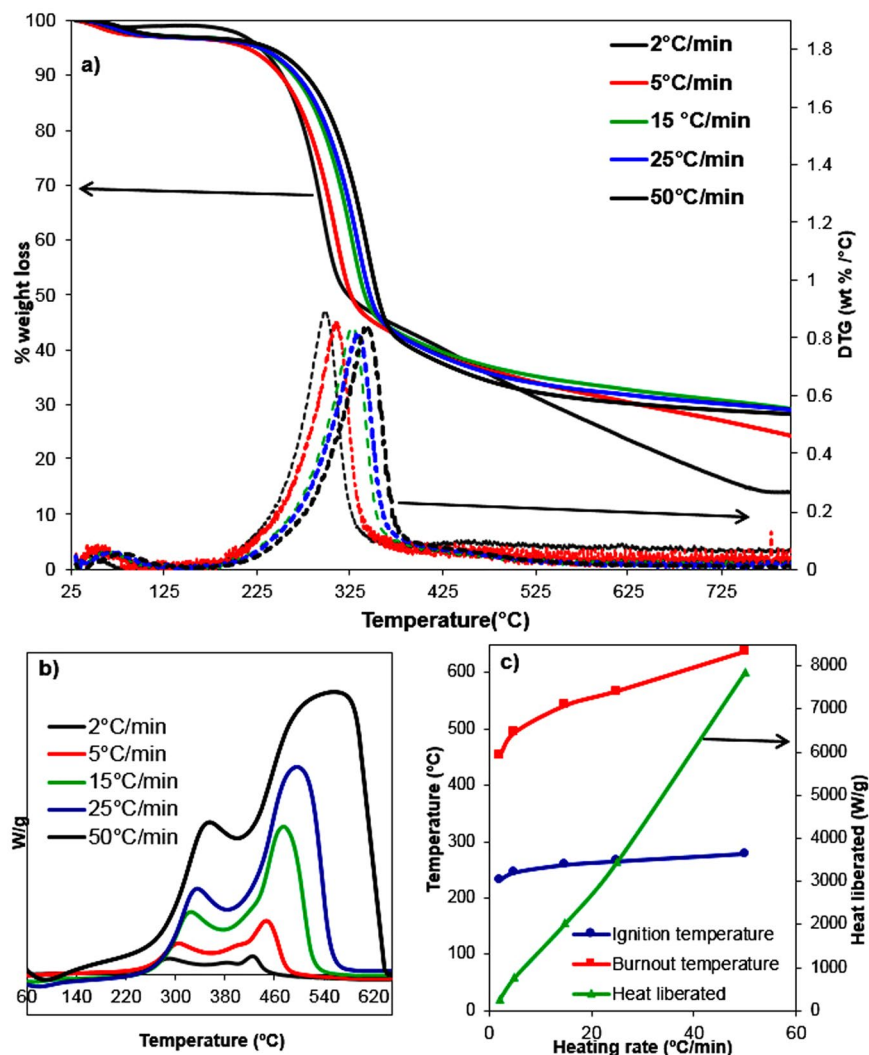 a)
2°C/min
5°C/min
15 °C/min
25°C/min
50°C/min
100
90
80
70
60
50
40
30
20
10
0
% weight loss
1.8
1.6
1.4
1.2
1
0.8
0.6
0.4
0.2
0
DTG (wt % /°C)
25 125 225 325 425 525 625 725
Temperature(°C)
b)
2°C/min
5°C/min
15°C/min
25°C/min
50°C/min
W/g
60 140 220 300 380 460 540 620
Temperature (ºC)
c)
600
500
400
300
200
100
0
Temperature (°C)
8000
7000
6000
5000
4000
3000
2000
1000
0
Heat liberated (W/g)
Ignition temperature
Burnout temperature
Heat liberated
0 20 40 60
Heating rate (ºC/min)